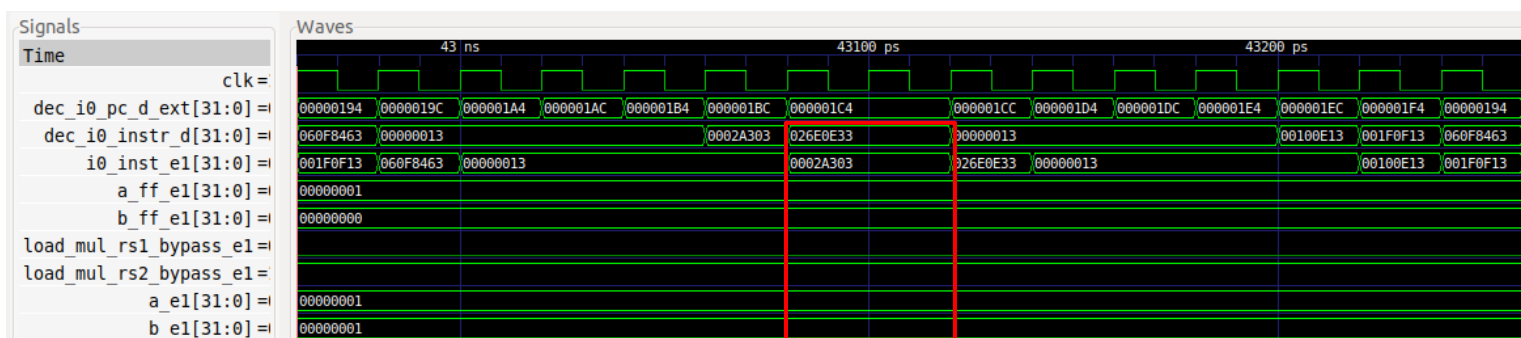 Signals Waves
Time 43 ns 43100 ps 43200 ps
clk =
dec_i0_pc_d_ext[31:0] = 00000194 0000019C 000001A4 000001AC 000001B4 000001BC 000001C4 000001CC 000001D4 000001DC 000001E4 000001EC 000001F4 00000194
dec_i0_instr_d[31:0] = 060F8463 00000013 0002A303 026E0E33 00000013 00100E13 001F0F13 060F8463
i0_inst_e1[31:0] = 001F0F13 060F8463 00000013 0002A303 026E0E33 00000013 00100E13 001F0F13
a_ff_e1[31:0] = 00000001
b_ff_e1[31:0] = 00000000
load_mul_rs1_bypass_e1 =
load_mul_rs2_bypass_e1 =
a_e1[31:0] = 00000001
b_e1[31:0] = 00000001